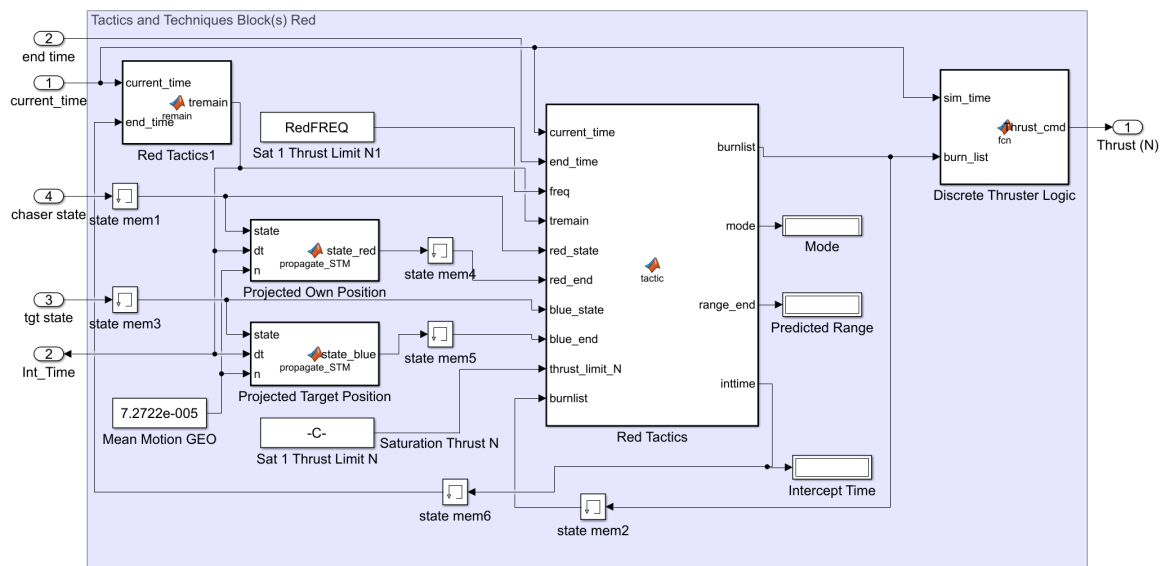 Tactics and Techniques Block(s) Red
2
end time
1
current_time
current_time
end_time
tremain
remain
Red Tactics1
RedFREQ
Sat 1 Thrust Limit N1
4
chaser state
state mem1
state
dt
n
state_red
propagate_STM
Projected Own Position
state mem4
3
tgt state
state mem3
state
dt
n
state_blue
propagate_STM
Projected Target Position
state mem5
2
Int_Time
7.2722e-005
Mean Motion GEO
-C-
Sat 1 Thrust Limit N
Saturation Thrust N
current_time
end_time
freq
tremain
red_state
red_end
blue_state
blue_end
thrust_limit_N
burnlist
tactic
burnlist
mode
range_end
inttime
Red Tactics
sim_time
burn_list
Thrust_cmd
fcn
Discrete Thruster Logic
1
Thrust (N)
Mode
Predicted Range
Intercept Time
state mem6
state mem2